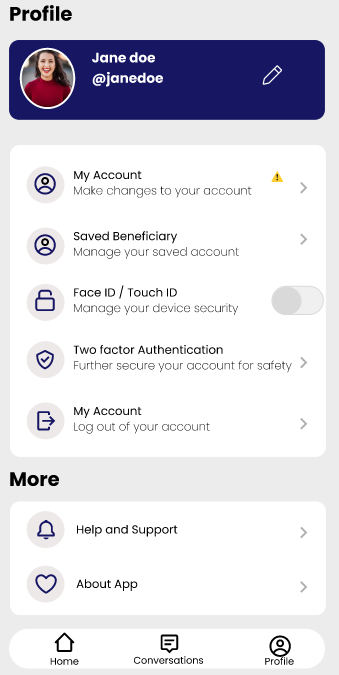 Profile
Jane doe
@janedoe
My Account
Make changes to your account
Saved Beneficiary
Manage your saved account
Face ID / Touch ID
Manage your device security
Two factor Authentication
Further secure your account for safety
My Account
Log out of your account
More
Help and Support
About App
Home
Conversations
Profile